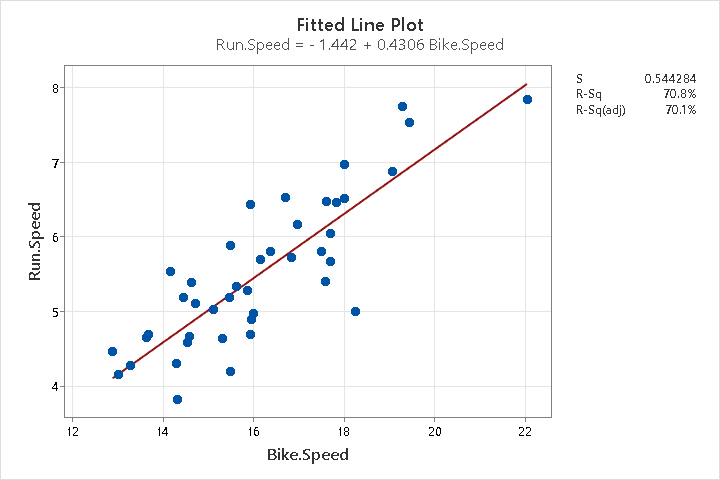 Fitted Line Plot
Run.Speed = - 1.442 + 0.4306 Bike.Speed
S 0.544284
R-Sq 70.8%
R-Sq(adj) 70.1%
8
7
6
5
4
Run.Speed
12 14 16 18 20 22
Bike.Speed